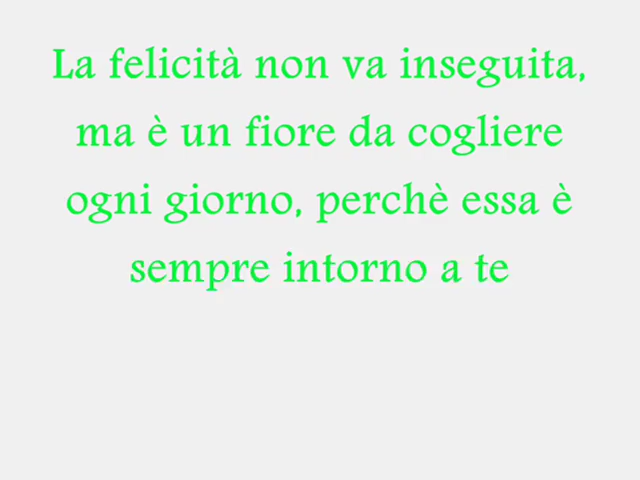 La felicità non va inseguita,
ma è un fiore da cogliere
ogni giorno, perchè essa è
sempre intorno a te